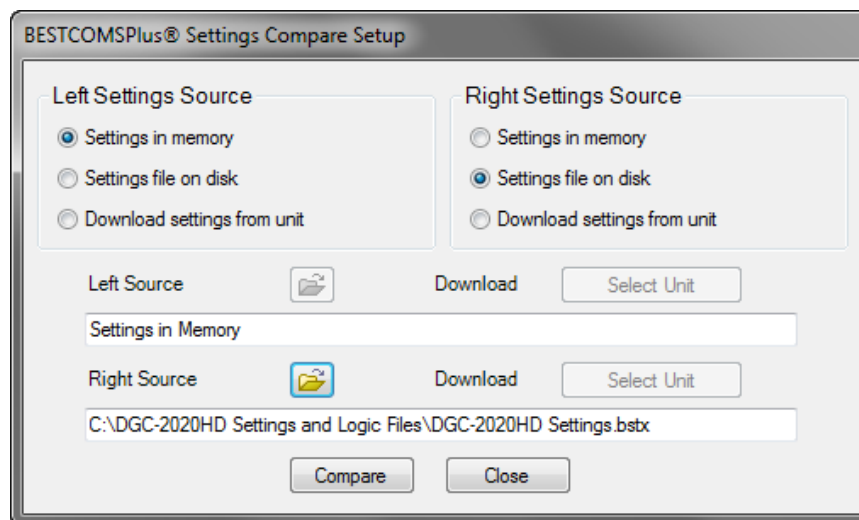 BESTCOMSPlus® Settings Compare Setup
Left Settings Source
Settings in memory
Settings file on disk
Download settings from unit
Right Settings Source
Settings in memory
Settings file on disk
Download settings from unit
Left Source Download Select Unit
Settings in Memory
Right Source Download Select Unit
C:\DGC-2020HD Settings and Logic Files\DGC-2020HD Settings.bstx
Compare Close